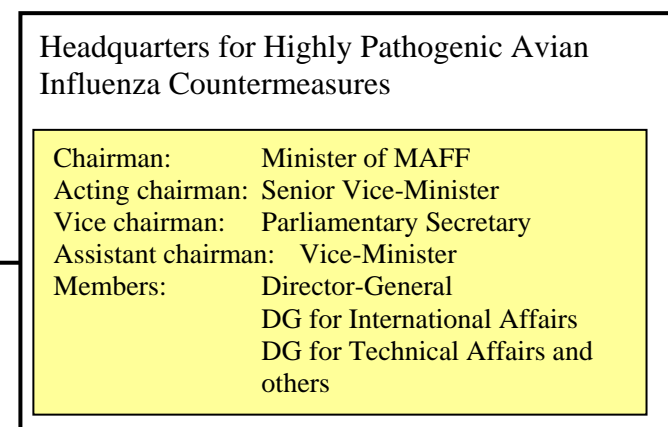 Headquarters for Highly Pathogenic Avian
Influenza Countermeasures
Chairman: Minister of MAFF
Acting chairman: Senior Vice-Minister
Vice chairman: Parliamentary Secretary
Assistant chairman: Vice-Minister
Members: Director-General
DG for International Affairs
DG for Technical Affairs and
others